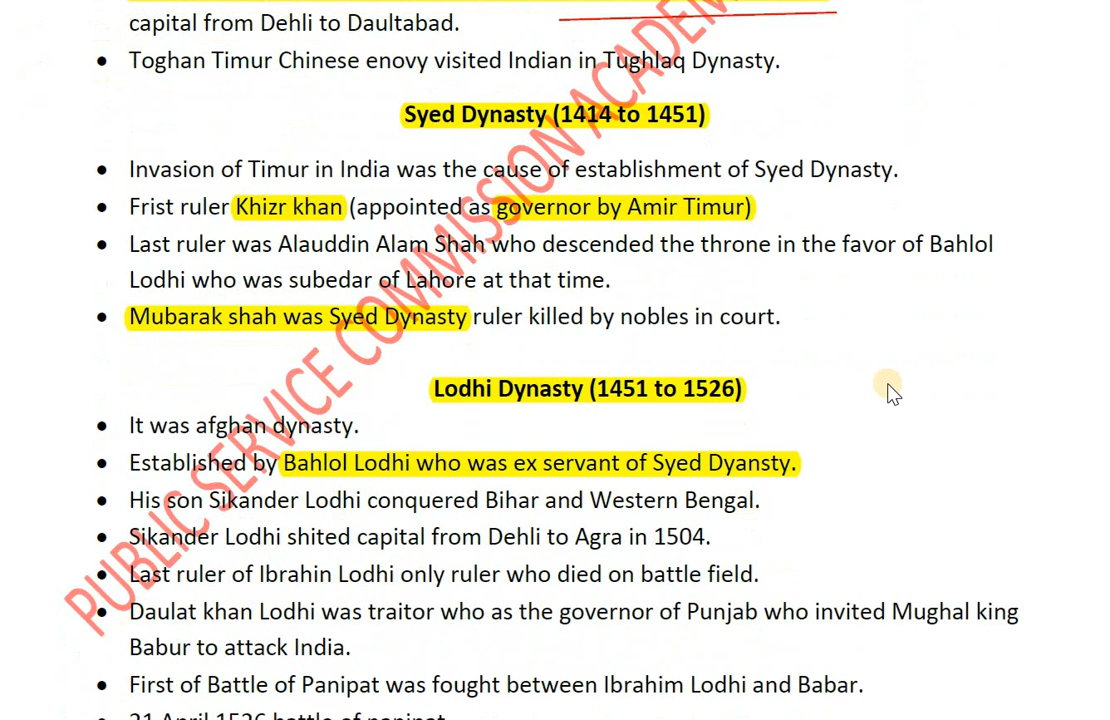 capital from Dehli to Daultabad.
• Toghan Timur Chinese enovy visited Indian in Tughlaq Dynasty.
Syed Dynasty (1414 to 1451)
• Invasion of Timur in India was the cause of establishment of Syed Dynasty.
• Frist ruler Khizr khan (appointed as governor by Amir Timur)
• Last ruler was Alauddin Alam Shah who descended the throne in the favor of Bahlol
Lodhi who was subedar of Lahore at that time.
• Mubarak shah was Syed Dynasty ruler killed by nobles in court.
Lodhi Dynasty (1451 to 1526)
• It was afghan dynasty.
• Established by Bahlol Lodhi who was ex servant of Syed Dyansty.
• His son Sikander Lodhi conquered Bihar and Western Bengal.
• Sikander Lodhi shited capital from Dehli to Agra in 1504.
• Last ruler of Ibrahin Lodhi only ruler who died on battle field.
• Daulat khan Lodhi was traitor who as the governor of Punjab who invited Mughal king
Babur to attack India.
• First of Battle of Panipat was fought between Ibrahim Lodhi and Babar.
• 21 April 1526 battle of panipat
PUBLIC SERVICE COMMISSION ACADEM